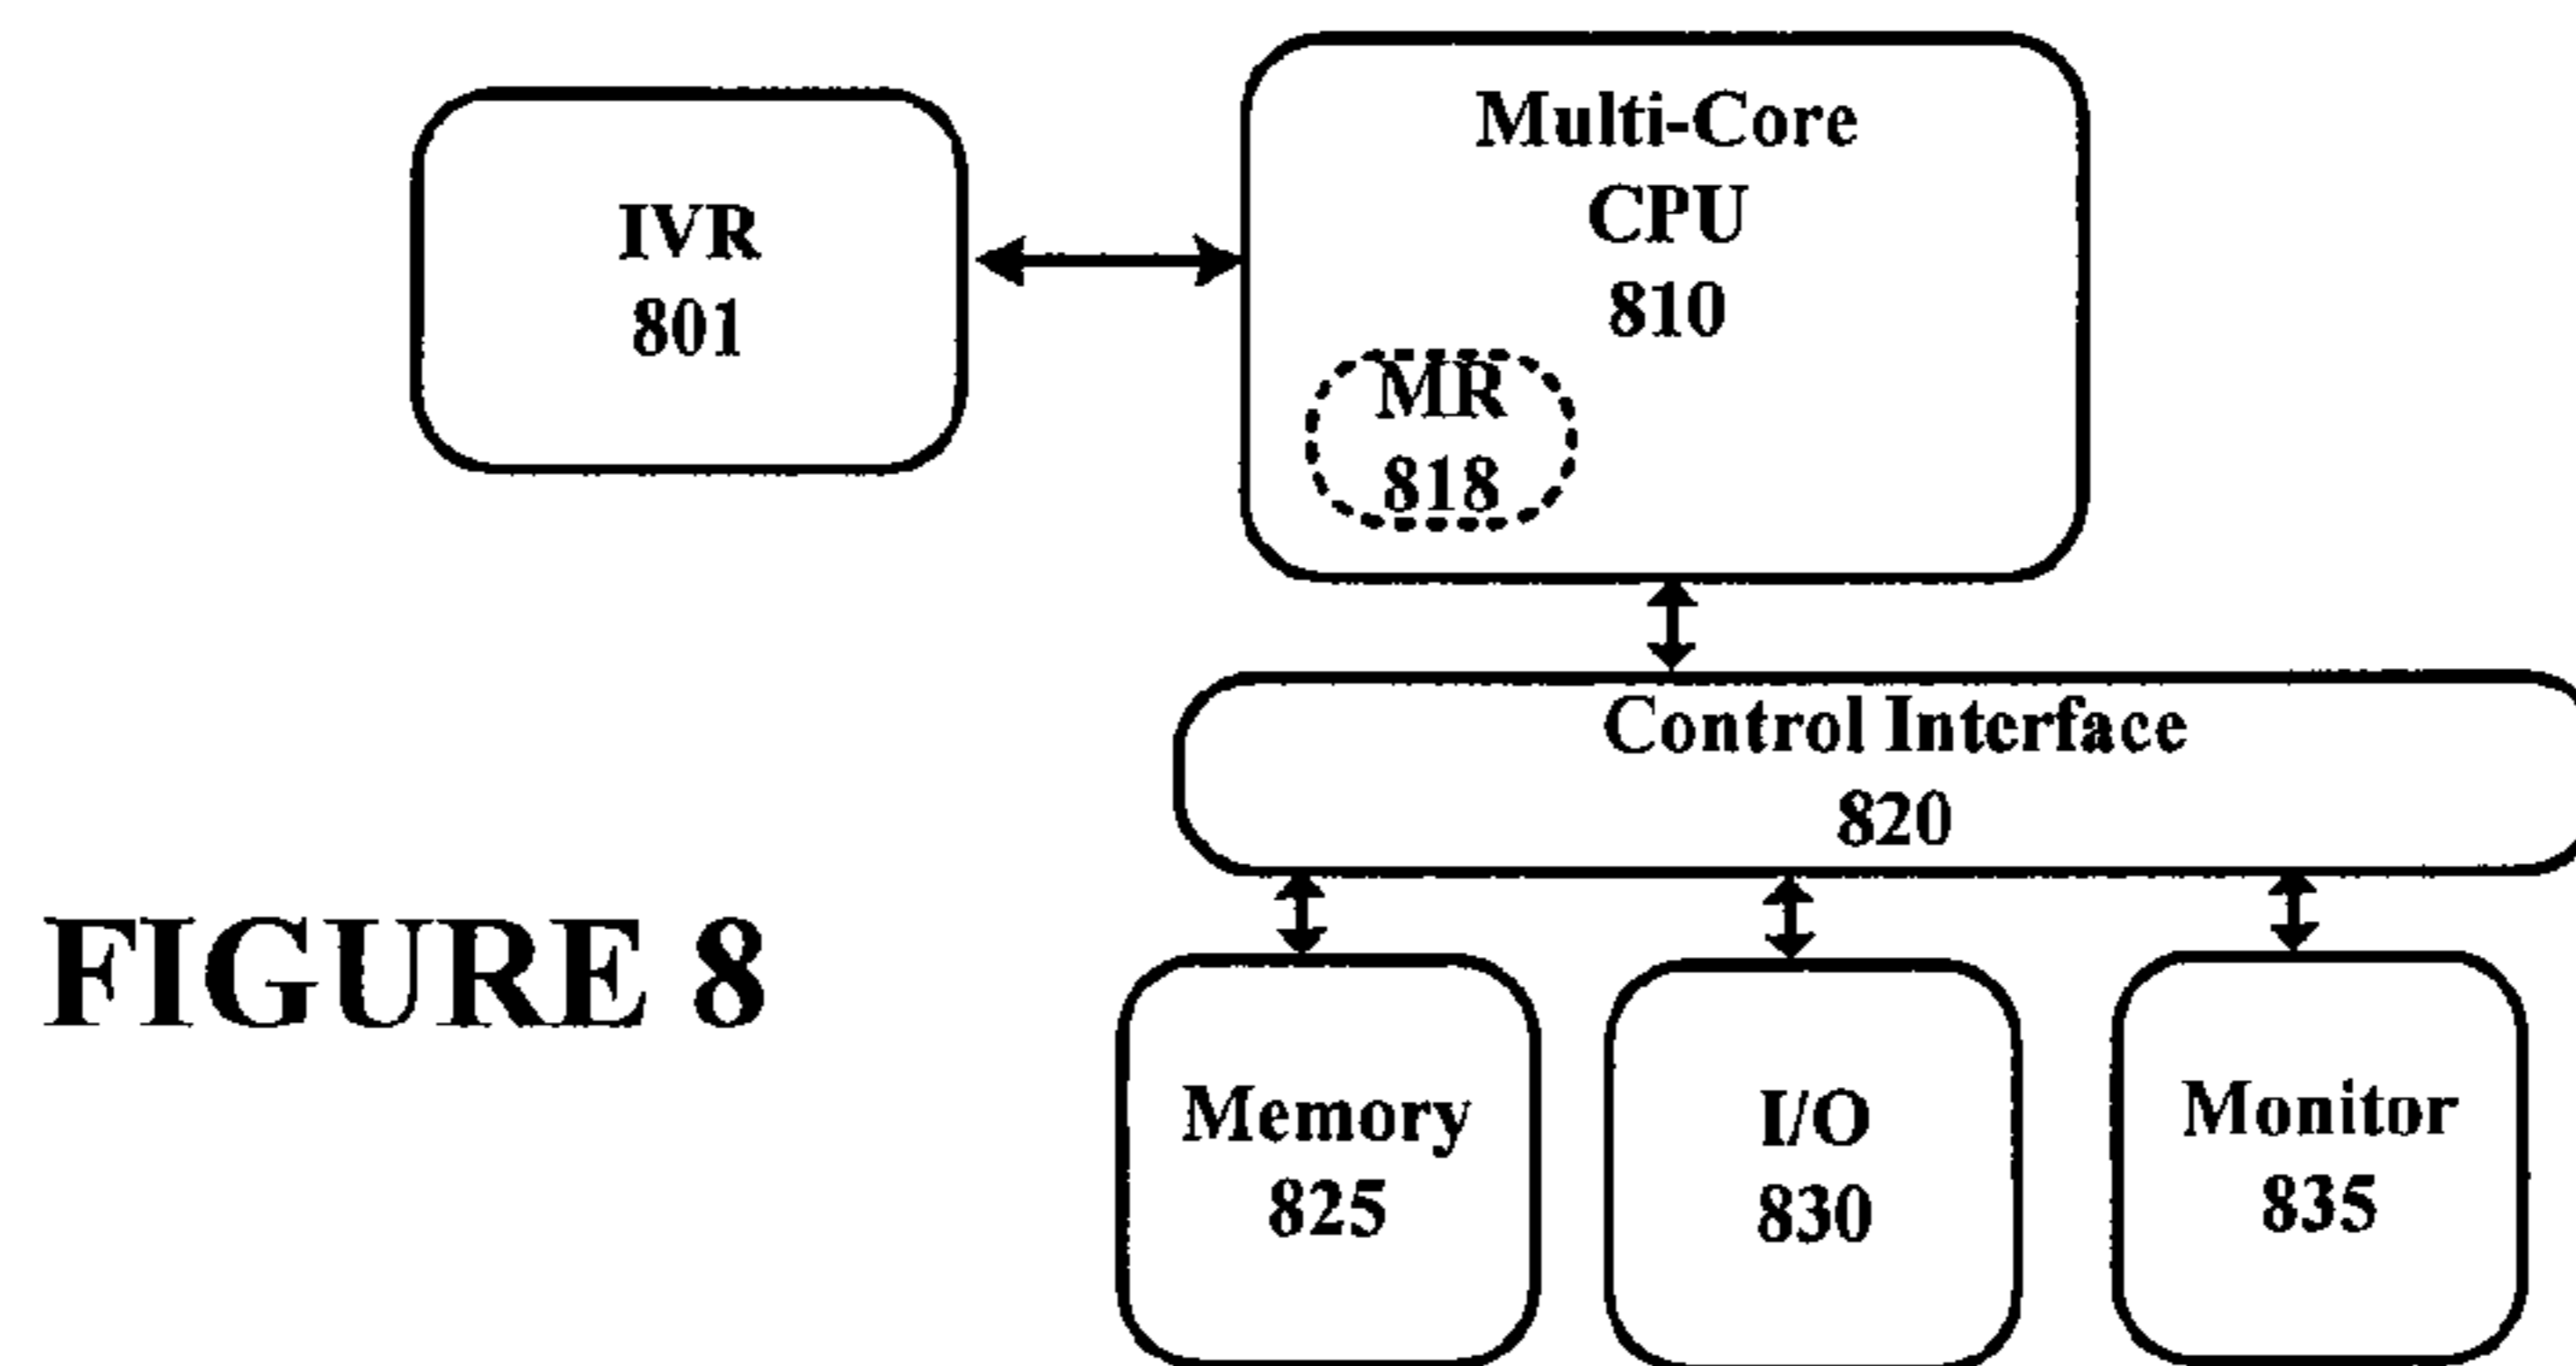 IVR
801
Multi-Core
CPU
810
MR
818
Control Interface
820
FIGURE 8
Memory
825
I/O
830
Monitor
835